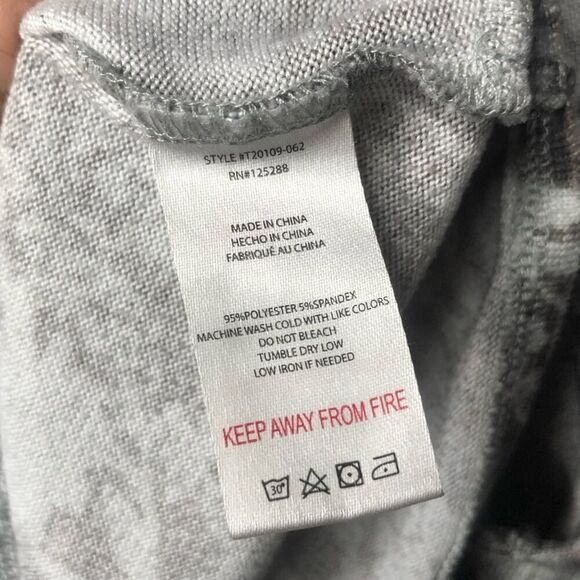 STYLE #T20109-062
RN#125288
MADE IN CHINA
HECHO IN CHINA
FABRIQUÉ AU CHINA
95%POLYESTER 5%SPANDEX
MACHINE WASH COLD WITH LIKE COLORS
DO NOT BLEACH
TUMBLE DRY LOW
LOW IRON IF NEEDED
KEEP AWAY FROM FIRE
30°